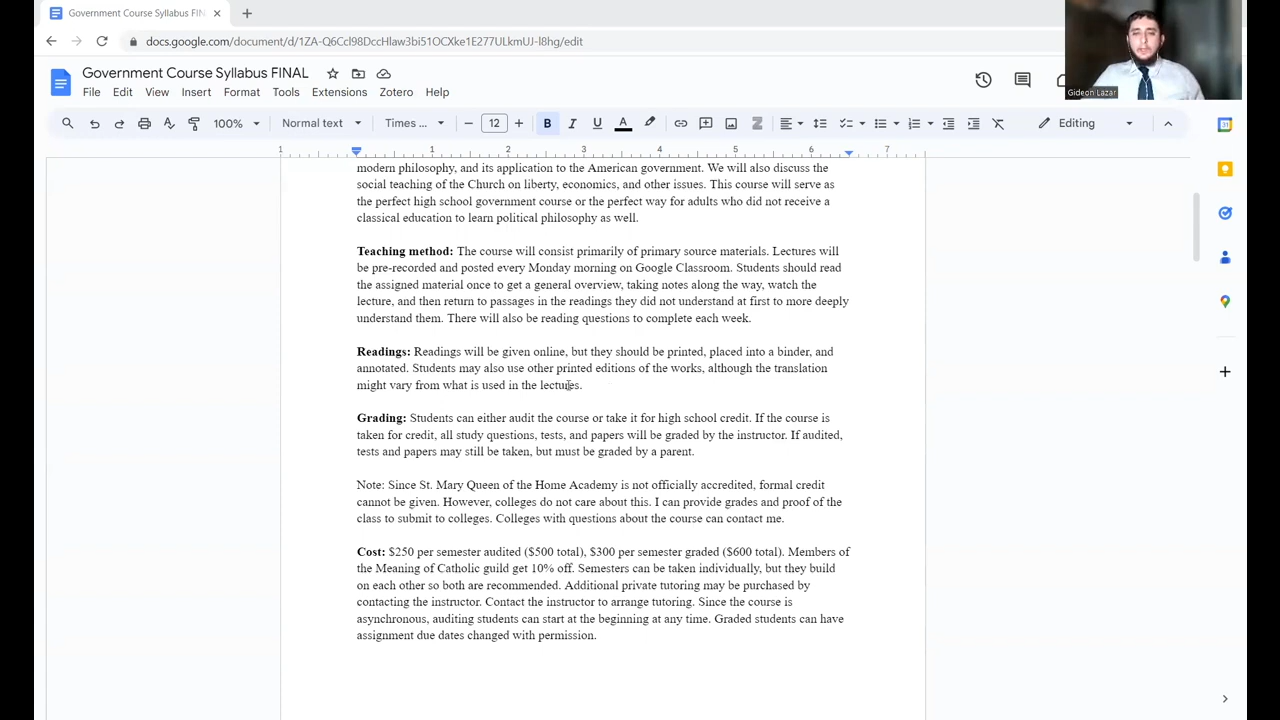 Government Course Syllabus FIN
docs.google.com/document/d/1ZA-Q6Ccl98DccHlaw3bi5TOqXke1E277ULkmUJ-l8hg/edit
Gideon Lazar
Government Course Syllabus FINAL
File Edit View Insert Format Tools Extensions Zotero Help
100% Normal text Times ... 12 B I U A Editing
1 1 2 3 4 5 6 7
modern philosophy, and its application to the American government. We will also discuss the
social teaching of the Church on liberty, economics, and other issues. This course will serve as
the perfect high school government course or the perfect way for adults who did not receive a
classical education to learn political philosophy as well.
Teaching method: The course will consist primarily of primary source materials. Lectures will
be pre-recorded and posted every Monday morning on Google Classroom. Students should read
the assigned material once to get a general overview, taking notes along the way, watch the
lecture, and then return to passages in the readings they did not understand at first to more deeply
understand them. There will also be reading questions to complete each week.
Readings: Readings will be given online, but they should be printed, placed into a binder, and
annotated. Students may also use other printed editions of the works, although the translation
might vary from what is used in the lectures.
Grading: Students can either audit the course or take it for high school credit. If the course is
taken for credit, all study questions, tests, and papers will be graded by the instructor. If audited,
tests and papers may still be taken, but must be graded by a parent.
Note: Since St. Mary Queen of the Home Academy is not officially accredited, formal credit
cannot be given. However, colleges do not care about this. I can provide grades and proof of the
class to submit to colleges. Colleges with questions about the course can contact me.
Cost: $250 per semester audited ($500 total), $300 per semester graded ($600 total). Members of
the Meaning of Catholic guild get 10% off. Semesters can be taken individually, but they build
on each other so both are recommended. Additional private tutoring may be purchased by
contacting the instructor. Contact the instructor to arrange tutoring. Since the course is
asynchronous, auditing students can start at the beginning at any time. Graded students can have
assignment due dates changed with permission.